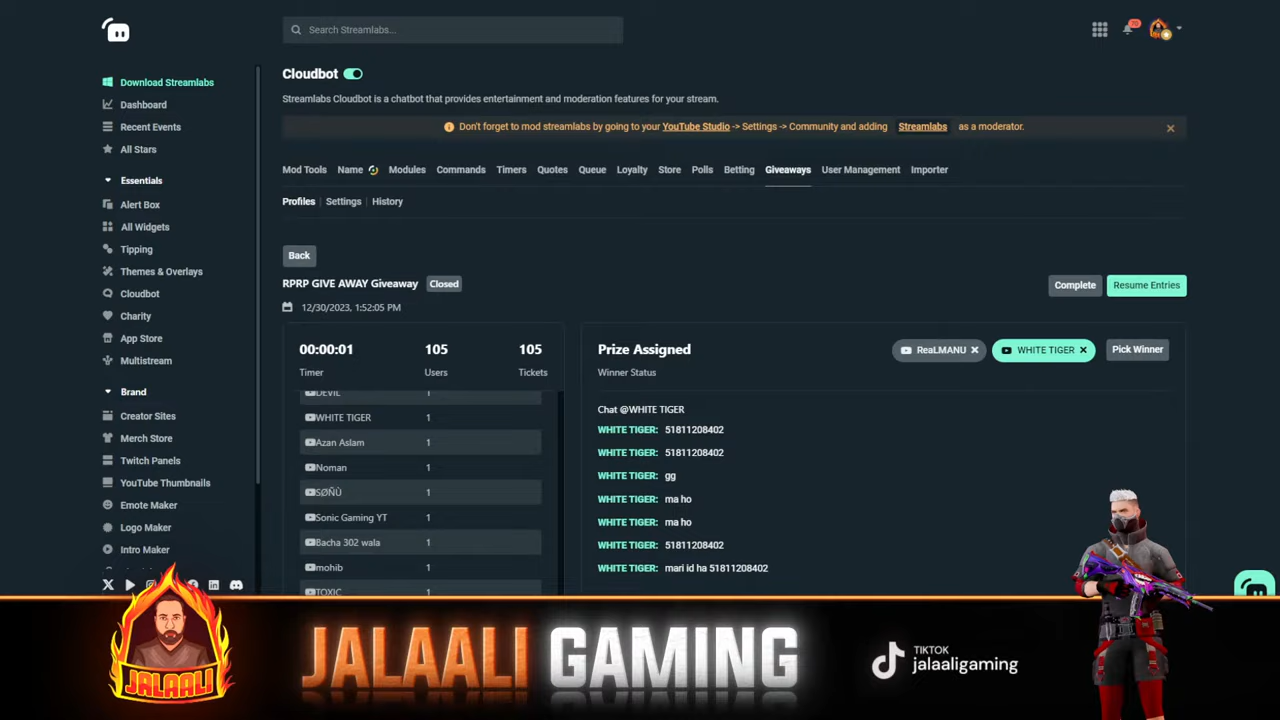 Search Streamlabs...
70
Download Streamlabs
Dashboard
Recent Events
All Stars
Essentials
Alert Box
All Widgets
Tipping
Themes & Overlays
Cloudbot
Charity
App Store
Multistream
Brand
Creator Sites
Merch Store
Twitch Panels
YouTube Thumbnails
Emote Maker
Logo Maker
Intro Maker
Cloudbot
Streamlabs Cloudbot is a chatbot that provides entertainment and moderation features for your stream.
Don't forget to mod streamlabs by going to your YouTube Studio -> Settings -> Community and adding Streamlabs as a moderator.
Mod Tools Name Modules Commands Timers Quotes Queue Loyalty Store Polls Betting Giveaways User Management Importer
Profiles Settings History
Back
RPRP GIVE AWAY Giveaway Closed
Complete Resume Entries
12/30/2023, 1:52:05 PM
00:00:01 105 105
Timer Users Tickets
DEVIL 1
WHITE TIGER 1
Azan Aslam 1
Noman 1
SØÑÙ 1
Sonic Gaming YT 1
Bacha 302 wala 1
mohib 1
TOXIC 1
Prize Assigned
Winner Status
ReaLMANU WHITE TIGER Pick Winner
Chat @WHITE TIGER
WHITE TIGER: 51811208402
WHITE TIGER: 51811208402
WHITE TIGER: gg
WHITE TIGER: ma ho
WHITE TIGER: ma ho
WHITE TIGER: 51811208402
WHITE TIGER: mari id ha 51811208402
JALAALI
JALAALI GAMING
TIKTOK
jalaaligaming